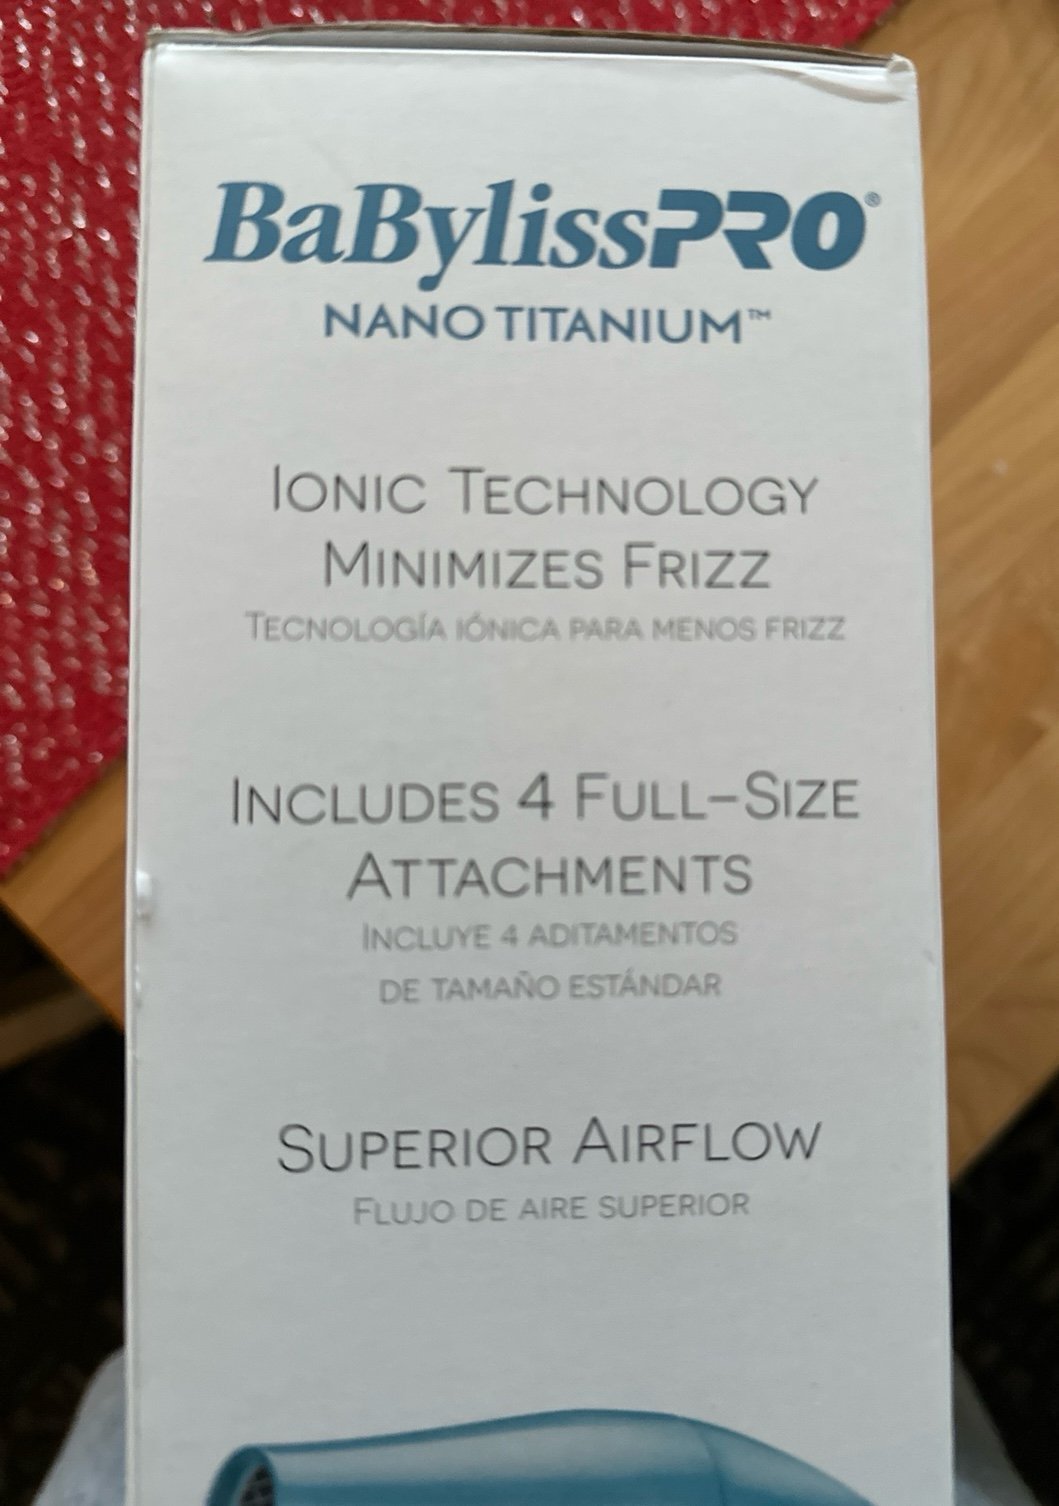 BaBylissPRO®
NANO TITANIUM™
IONIC TECHNOLOGY
MINIMIZES FRIZZ
TECNOLOGÍA IÓNICA PARA MENOS FRIZZ
INCLUDES 4 FULL-SIZE
ATTACHMENTS
INCLUYE 4 ADITAMENTOS
DE TAMAÑO ESTÁNDAR
SUPERIOR AIRFLOW
FLUJO DE AIRE SUPERIOR